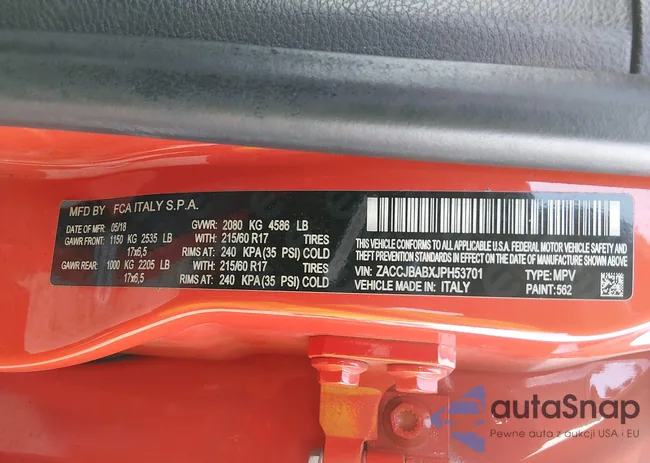 MFD BY FCA ITALY S.P.A.
DATE OF MFR: 05/18 GVWR: 2080 KG 4586 LB
GAWR FRONT: 1150 KG 2535 LB WITH: 215/60 R17 TIRES
17x6,5 RIMS AT: 240 KPA(35 PSI) COLD
GAWR REAR: 1000 KG 2205 LB WITH: 215/60 R17 TIRES
17x6,5 RIMS AT: 240 KPA(35 PSI) COLD
THIS VEHICLE CONFORMS TO ALL APPLICABLE U.S.A. FEDERAL MOTOR VEHICLE SAFETY, BUMPER AND
THEFT PREVENTION STANDARDS IN EFFECT ON THE DATE OF MANUFACTURE SHOWN ABOVE.
VIN: ZACCJBABXJPH53701 TYPE: MPV
VEHICLE MADE IN: ITALY PAINT: 562
autaSnap
Pewne auta z aukcji USA i EU